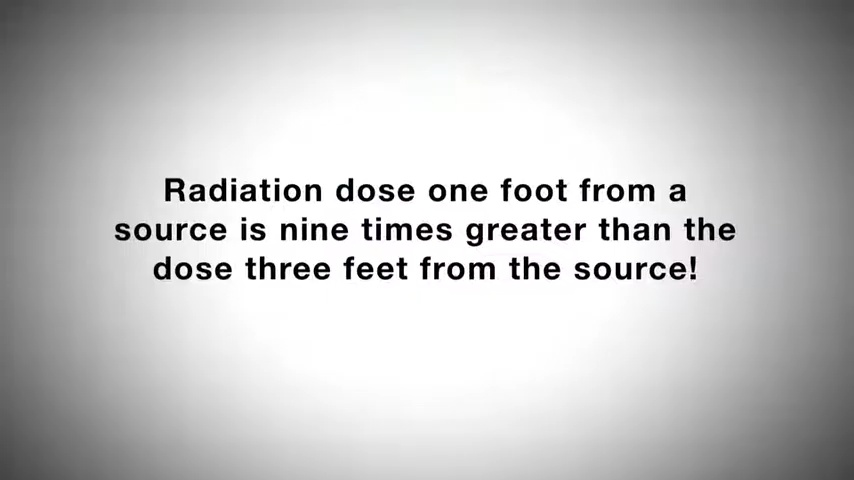 Radiation dose one foot from a
source is nine times greater than the
dose three feet from the source!